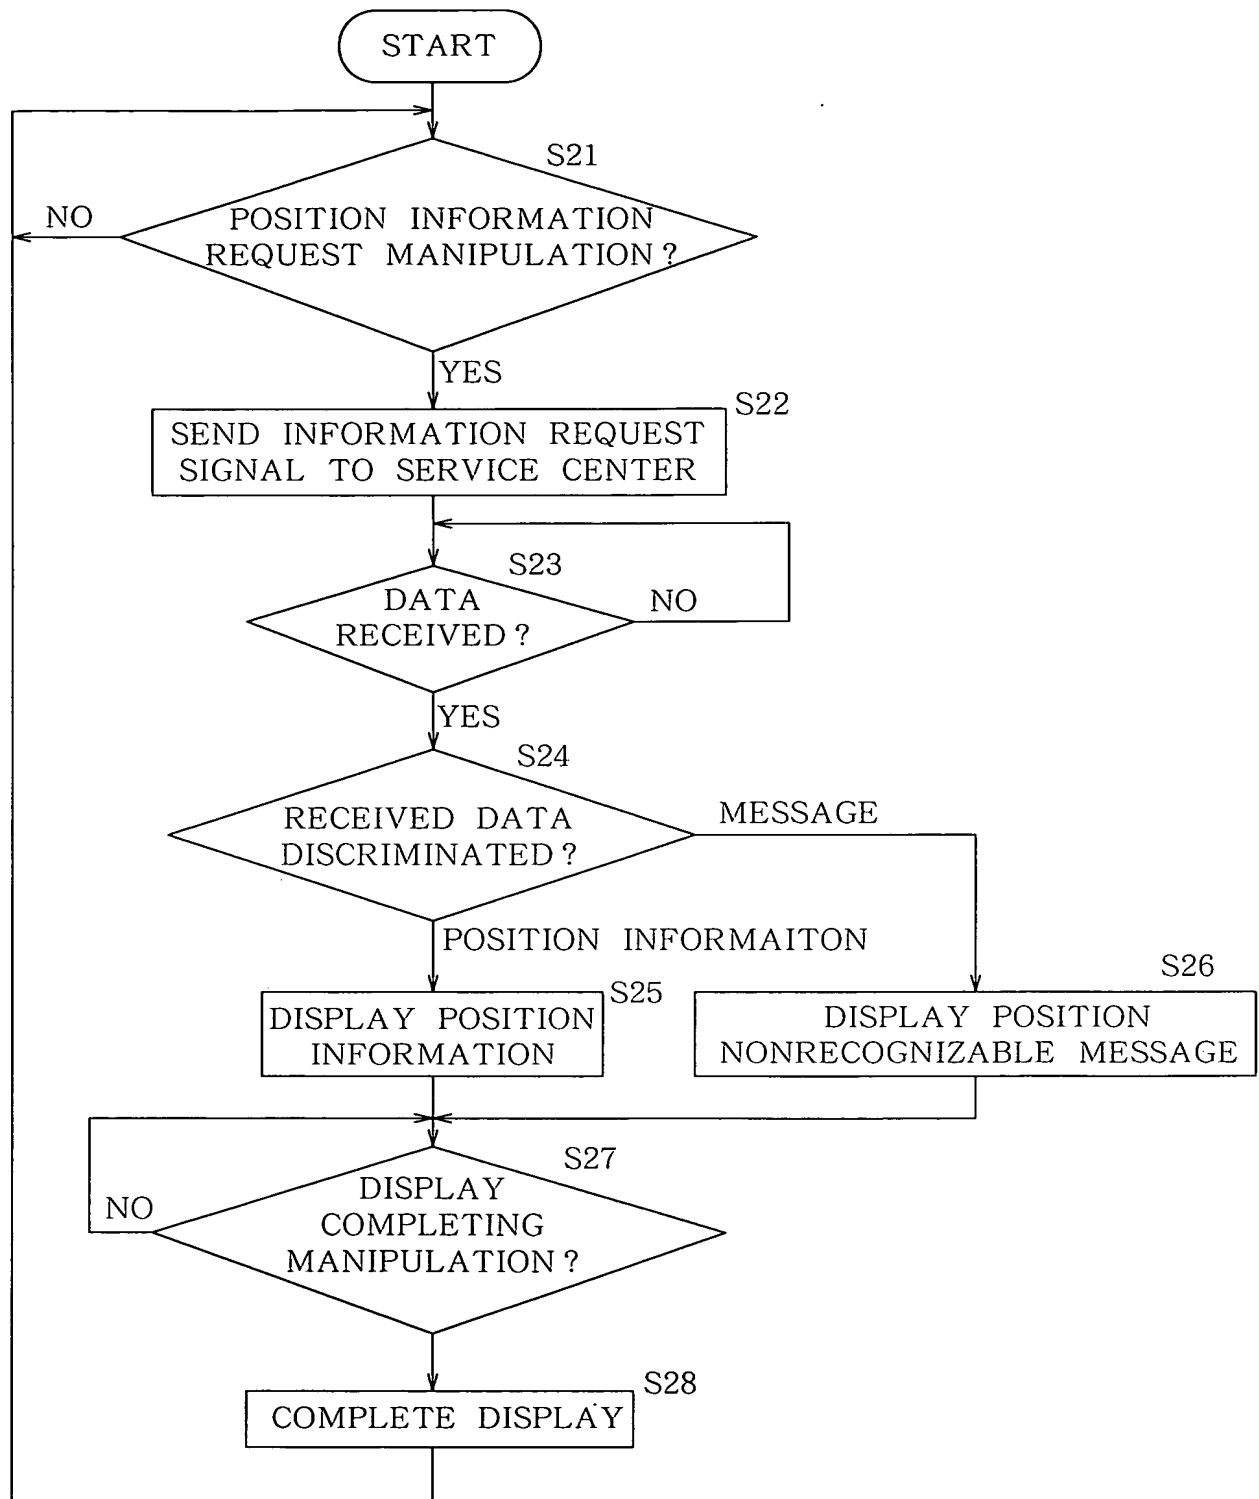 START
S21
NO
POSITION INFORMATION
REQUEST MANIPULATION?
YES
S22
SEND INFORMATION REQUEST
SIGNAL TO SERVICE CENTER
S23
DATA
RECEIVED?
NO
YES
S24
RECEIVED DATA
DISCRIMINATED?
MESSAGE
POSITION INFORMAITON
S25
DISPLAY POSITION
INFORMATION
S26
DISPLAY POSITION
NONRECOGNIZABLE MESSAGE
S27
NO
DISPLAY
COMPLETING
MANIPULATION?
S28
COMPLETE DISPLAY